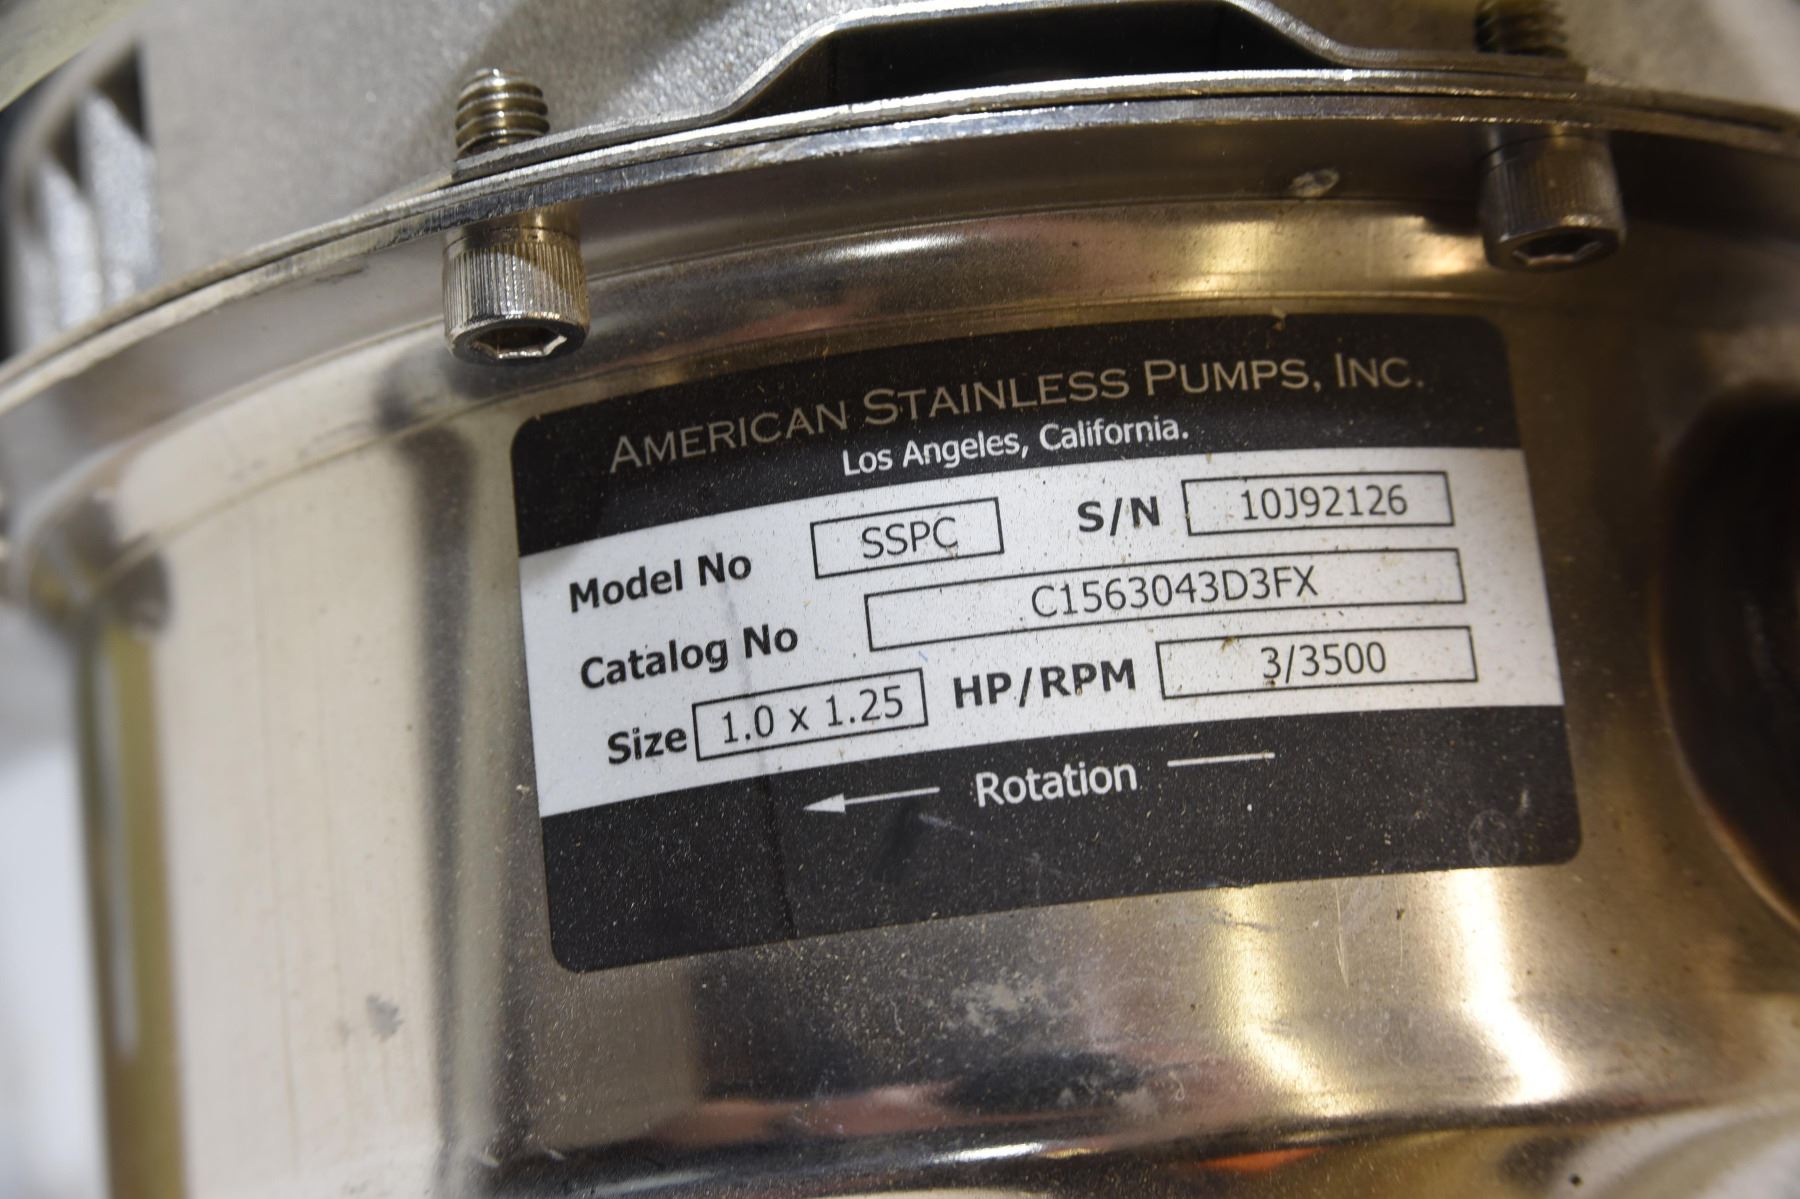 AMERICAN STAINLESS PUMPS, INC.
Los Angeles, California.
Model No SSPC S/N 10J92126
Catalog No C1563043D3FX
Size 1.0 x 1.25 HP/RPM 3/3500
Rotation